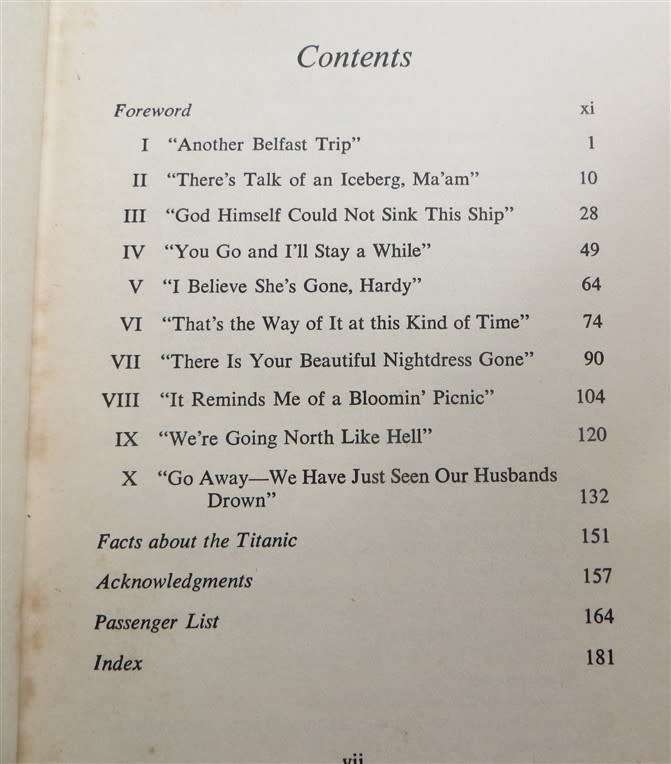 Contents
Foreword xi
I “Another Belfast Trip” 1
II “There’s Talk of an Iceberg, Ma’am” 10
III “God Himself Could Not Sink This Ship” 28
IV “You Go and I’ll Stay a While” 49
V “I Believe She’s Gone, Hardy” 64
VI “That’s the Way of It at this Kind of Time” 74
VII “There Is Your Beautiful Nightdress Gone” 90
VIII “It Reminds Me of a Bloomin’ Picnic” 104
IX “We’re Going North Like Hell” 120
X “Go Away—We Have Just Seen Our Husbands
Drown” 132
Facts about the Titanic 151
Acknowledgments 157
Passenger List 164
Index 181
vii